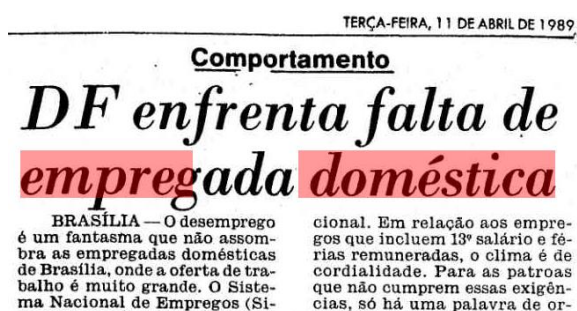 TERÇA-FEIRA, 11 DE ABRIL DE 1989
Comportamento
DF enfrenta falta de
empregada doméstica
BRASÍLIA — O desemprego
é um fantasma que não assom-
bra as empregadas domésticas
de Brasília, onde a oferta de tra-
balho é muito grande. O Siste-
ma Nacional de Empregos (Si-
cional. Em relação aos empre-
gos que incluem 13º salário e fé-
rias remuneradas, o clima é de
cordialidade. Para as patroas
que não cumprem essas exigên-
cias, só há uma palavra de or-